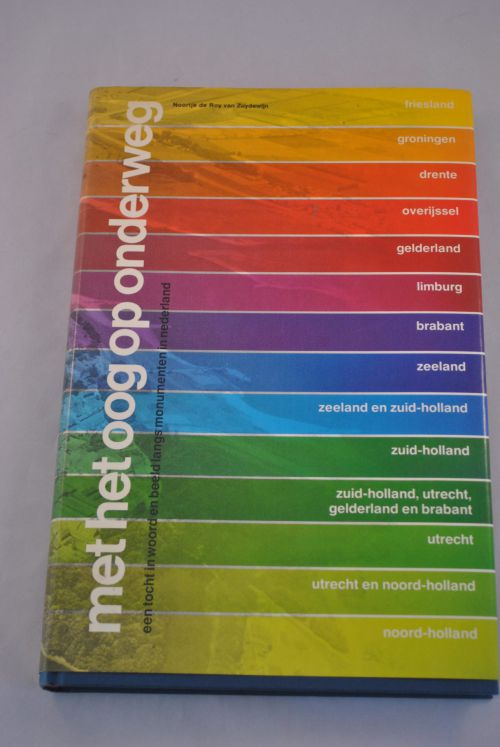 Noortje de Roy van Zuydewijn
met het oog op onderweg
een tocht in woord en beeld langs monumenten in nederland
friesland
groningen
drente
overijssel
gelderland
limburg
brabant
zeeland
zeeland en zuid-holland
zuid-holland
zuid-holland, utrecht,
gelderland en brabant
utrecht
utrecht en noord-holland
noord-holland